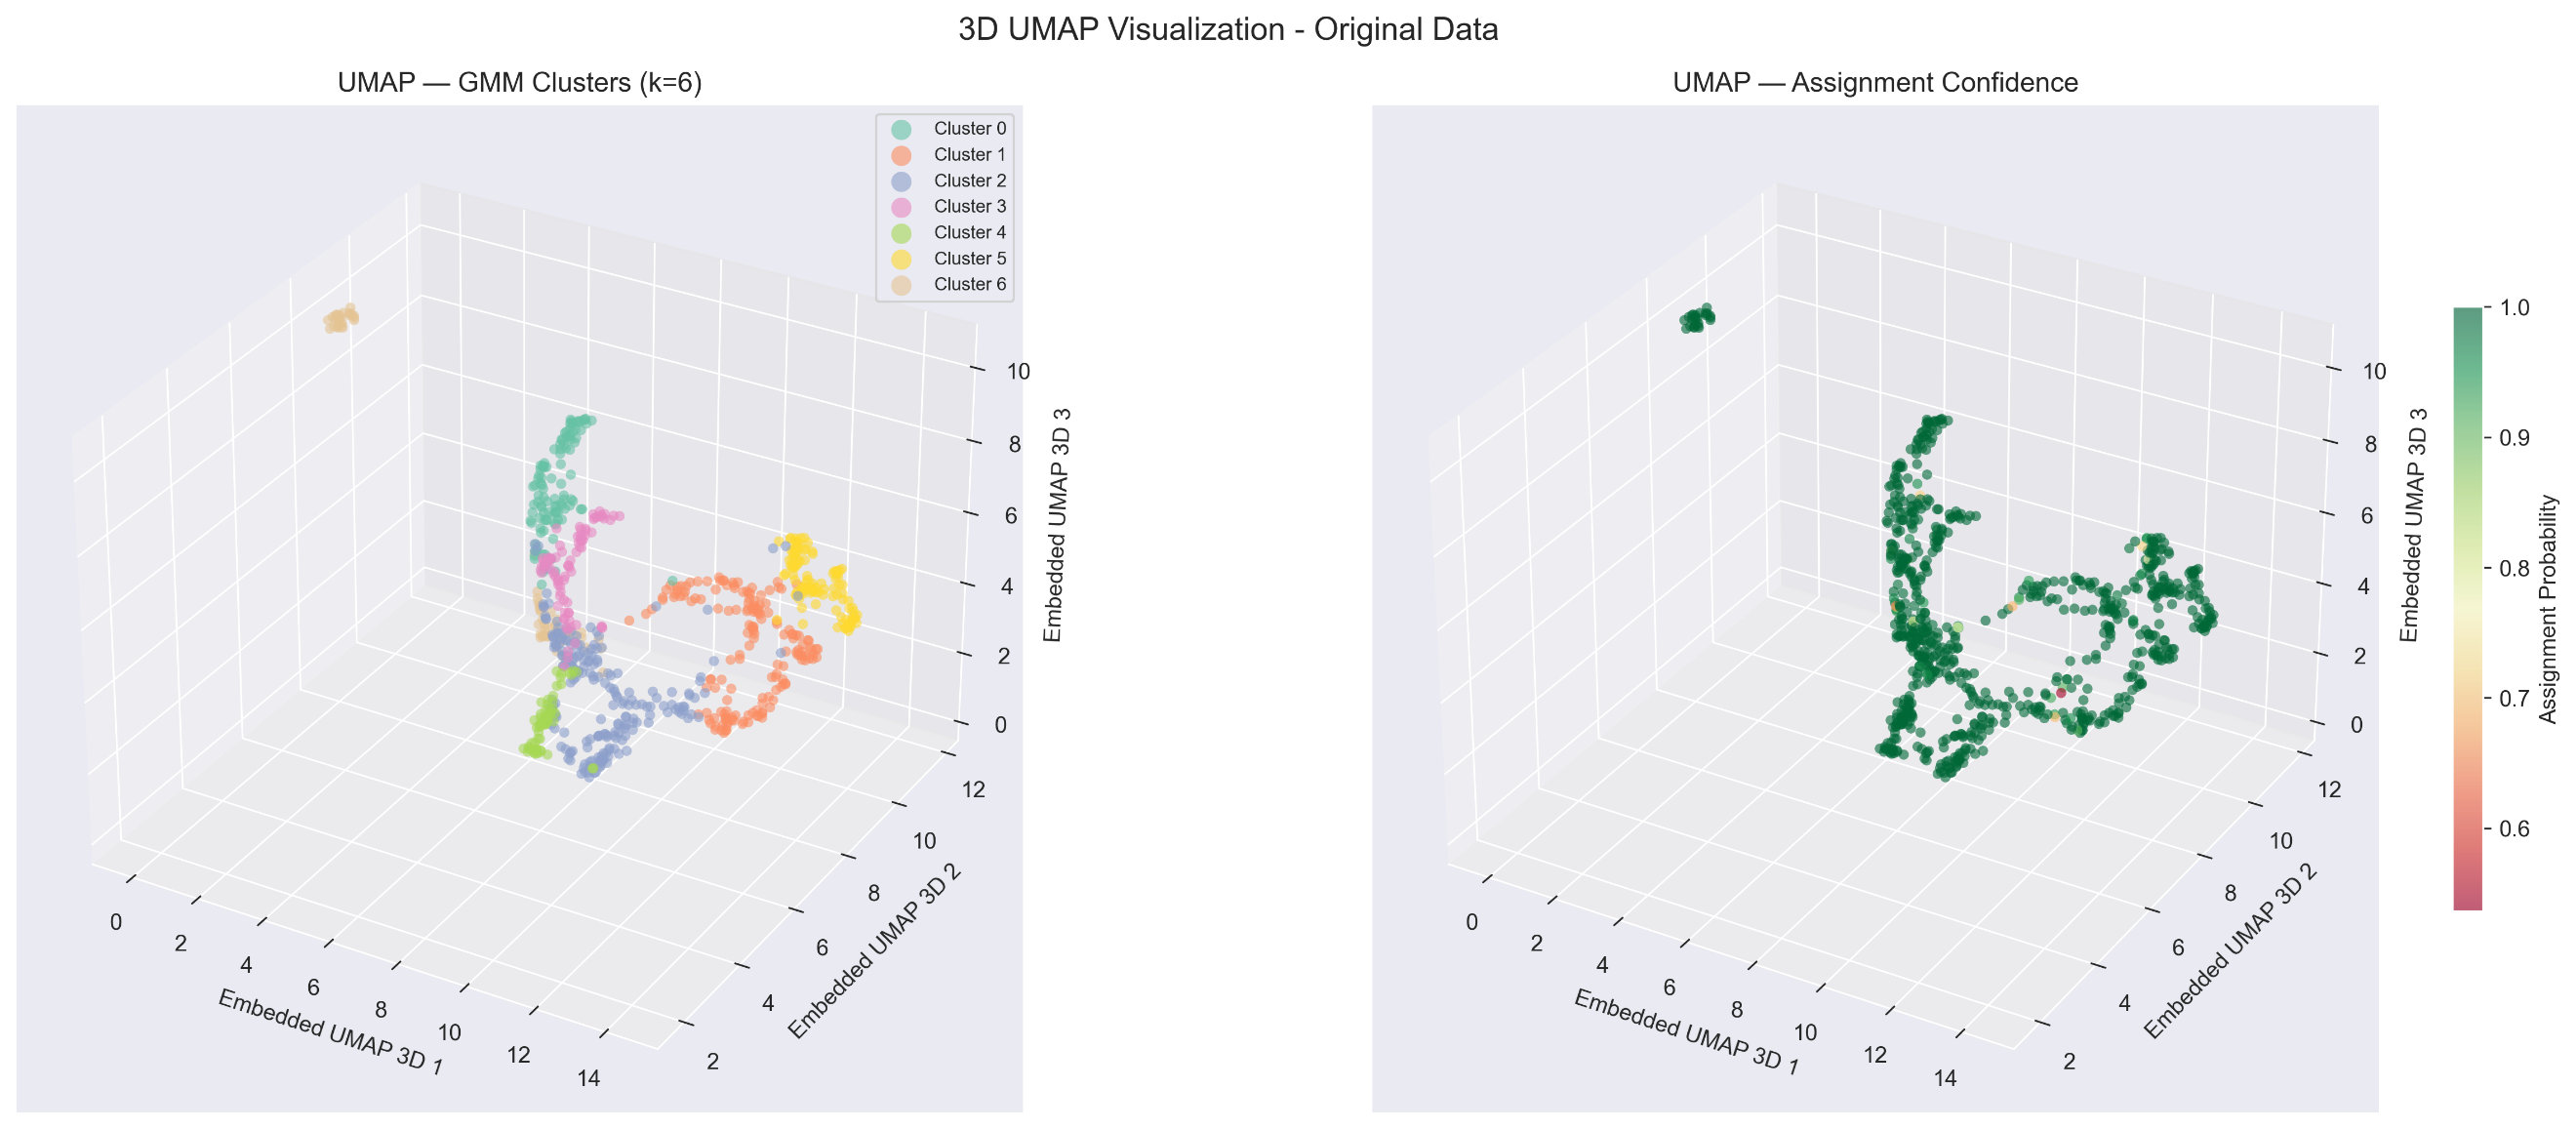 3D UMAP Visualization - Original Data
UMAP — GMM Clusters (k=6)
Cluster 0
Cluster 1
Cluster 2
Cluster 3
Cluster 4
Cluster 5
Cluster 6
10
8
6
4
2
0
Embedded UMAP 3D 3
12
10
8
6
4
2
Embedded UMAP 3D 2
0
2
4
6
8
10
12
14
Embedded UMAP 3D 1
UMAP — Assignment Confidence
10
8
6
4
2
0
Embedded UMAP 3D 3
12
10
8
6
4
2
Embedded UMAP 3D 2
0
2
4
6
8
10
12
14
Embedded UMAP 3D 1
1.0
0.9
0.8
0.7
0.6
Assignment Probability